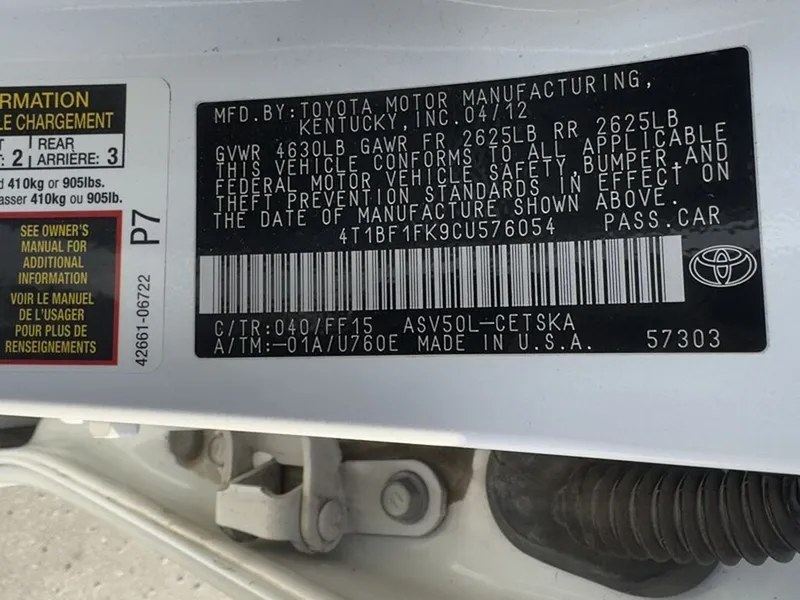 RMATION
LE CHARGEMENT
: 2 REAR
ARRIÈRE: 3
d 410kg or 905lbs.
asser 410kg ou 905lb.
SEE OWNER'S
MANUAL FOR
ADDITIONAL
INFORMATION
VOIR LE MANUEL
DE L'USAGER
POUR PLUS DE
RENSEIGNEMENTS
P7
42661-06722
MFD.BY:TOYOTA MOTOR MANUFACTURING,
KENTUCKY,INC.04/12
GVWR 4630LB GAWR FR 2625LB RR 2625LB
THIS VEHICLE CONFORMS TO ALL APPLICABLE
FEDERAL MOTOR VEHICLE SAFETY,BUMPER,AND
THEFT PREVENTION STANDARDS IN EFFECT ON
THE DATE OF MANUFACTURE SHOWN ABOVE.
4T1BF1FK9CU576054 PASS.CAR
C/TR:040/FF15 ASV50L-CETSKA
A/TM:-01A/U760E MADE IN U.S.A. 57303